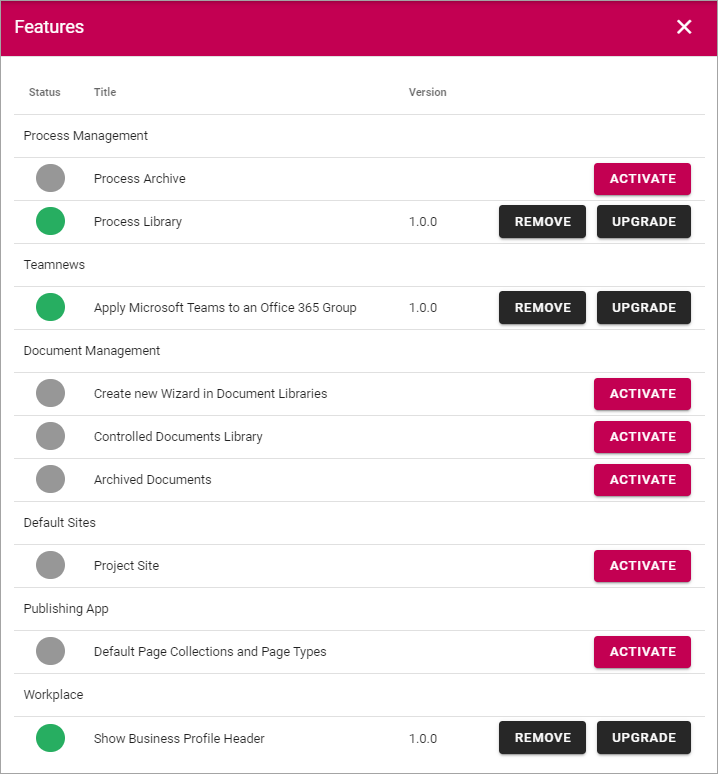 Features
Status Title Version
Process Management
Process Archive ACTIVATE
Process Library 1.0.0 REMOVE UPGRADE
Teamnews
Apply Microsoft Teams to an Office 365 Group 1.0.0 REMOVE UPGRADE
Document Management
Create new Wizard in Document Libraries ACTIVATE
Controlled Documents Library ACTIVATE
Archived Documents ACTIVATE
Default Sites
Project Site ACTIVATE
Publishing App
Default Page Collections and Page Types ACTIVATE
Workplace
Show Business Profile Header 1.0.0 REMOVE UPGRADE